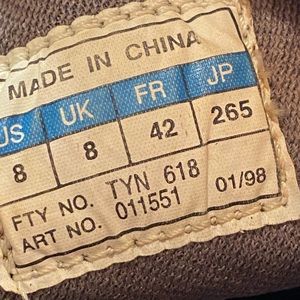 MADE IN CHINA
US UK FR JP
8 8 42 265
FTY NO. TYN 618
ART NO. 011551 01/98